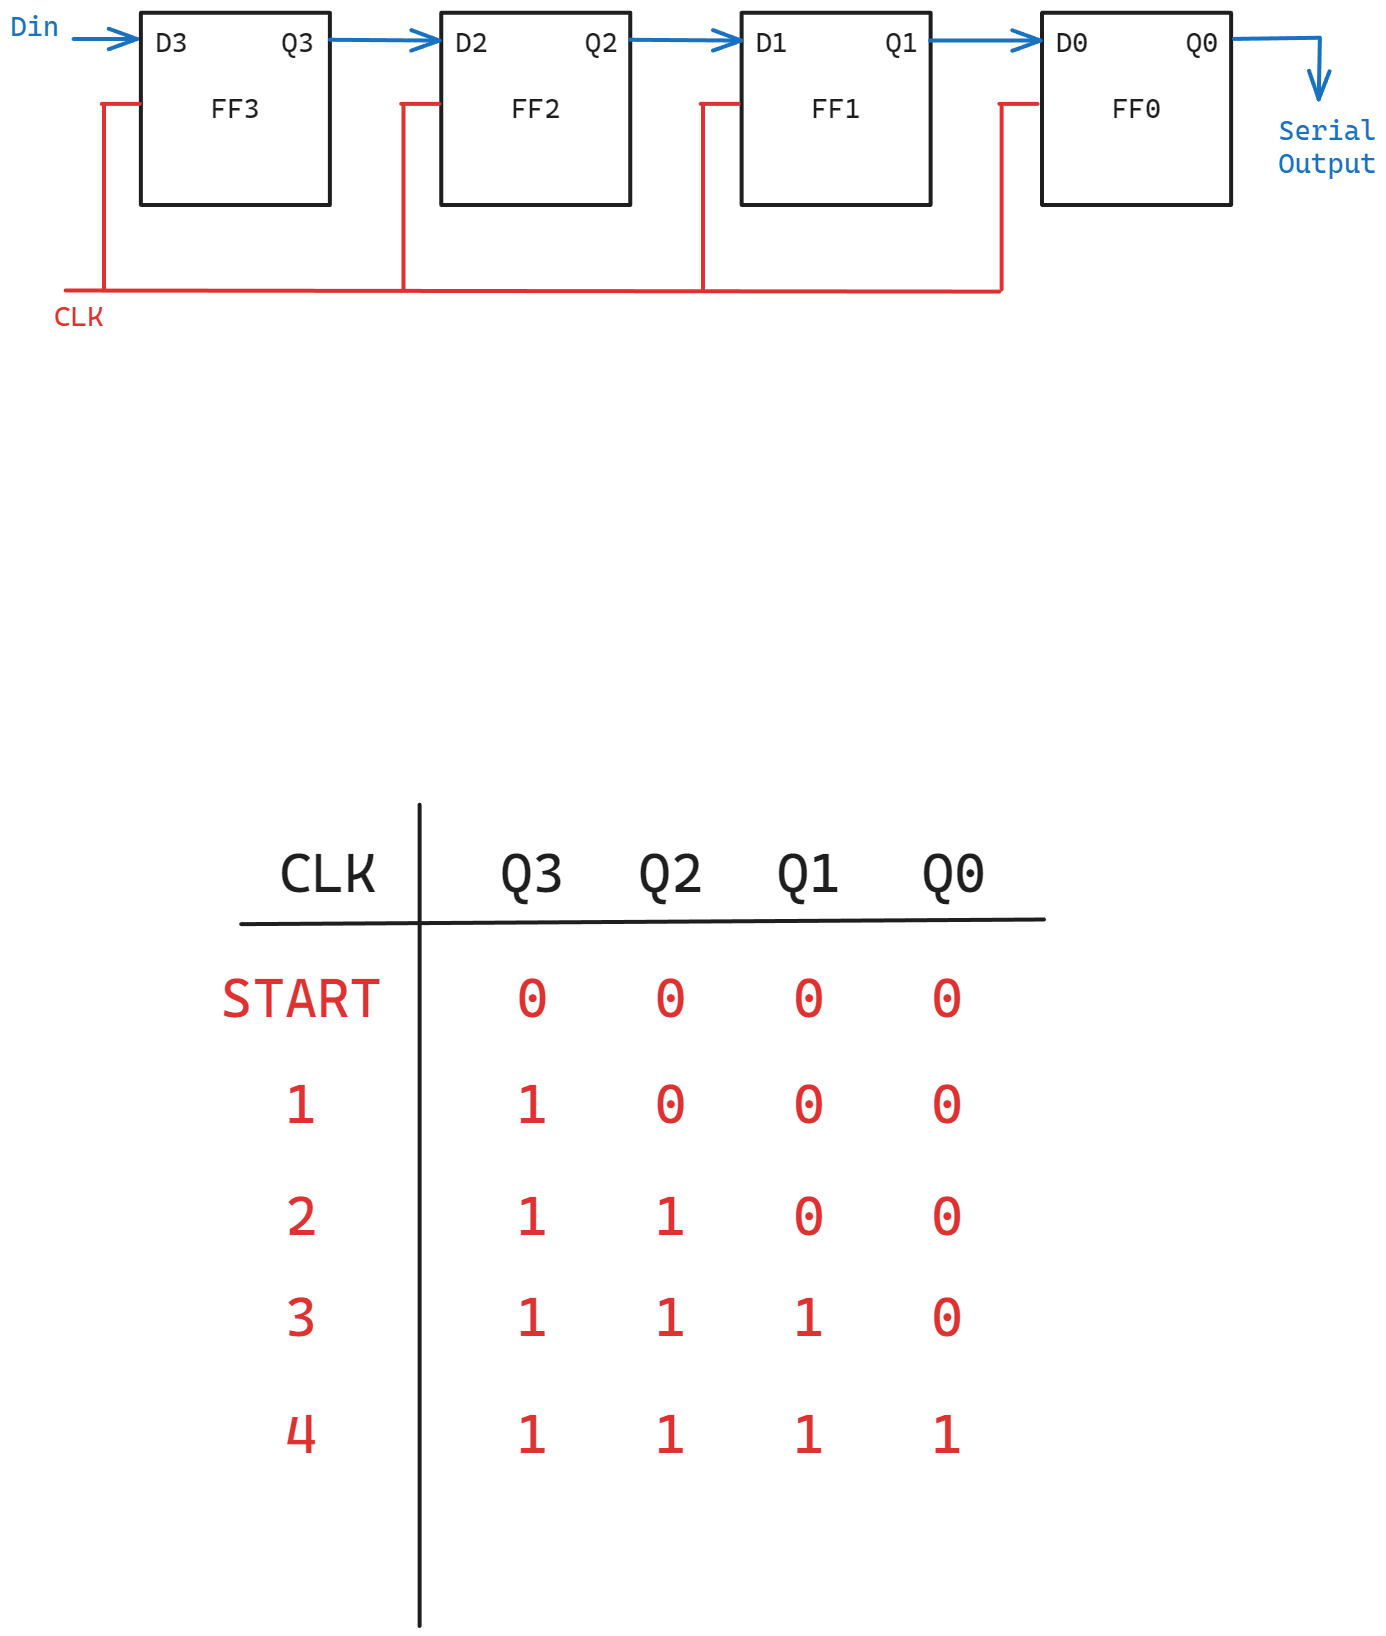 Din
D3 Q3 D2 Q2 D1 Q1 D0 Q0
FF3 FF2 FF1 FF0
Serial
Output
CLK
CLK Q3 Q2 Q1 Q0
START 0 0 0 0
1 1 0 0 0
2 1 1 0 0
3 1 1 1 0
4 1 1 1 1